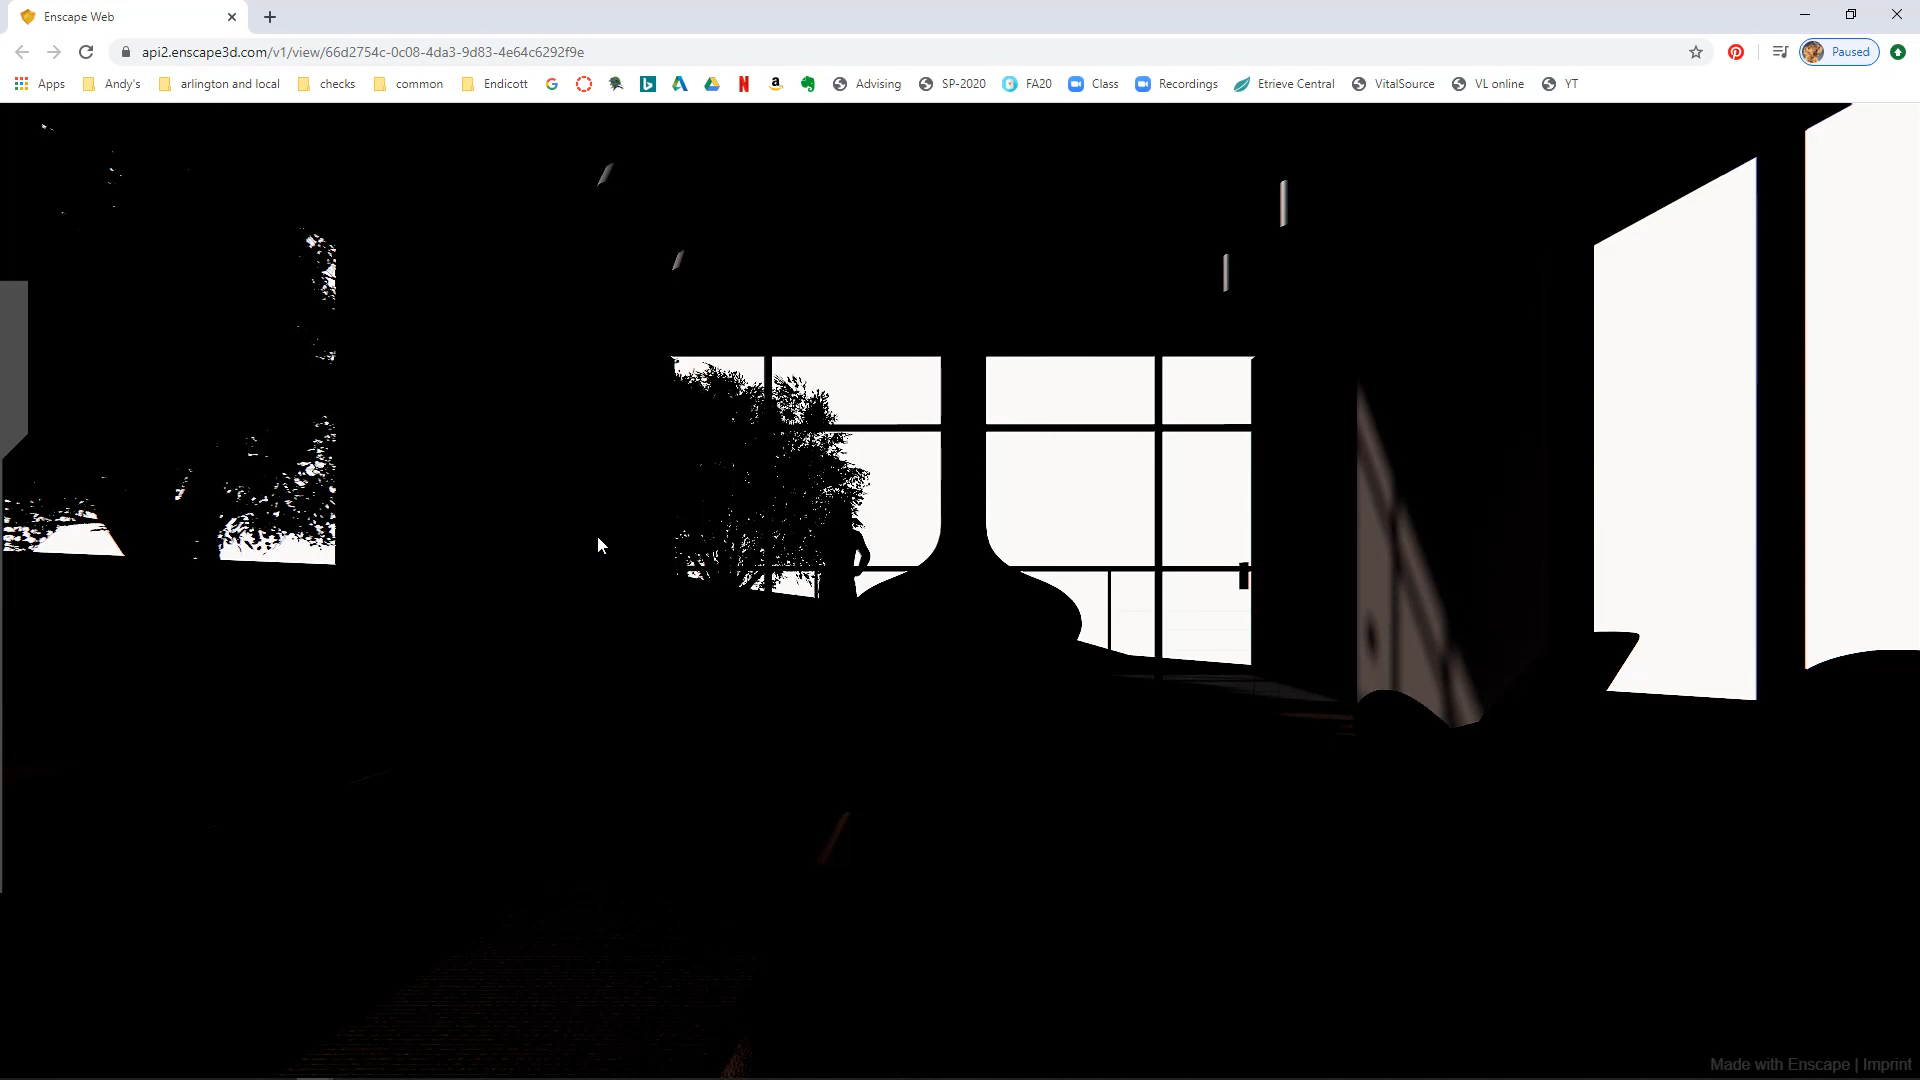 Enscape Web
api2.enscape3d.com/v1/view/66d2754c-0c08-4da3-9d83-4e64c6292f9e
Paused
Apps Andy's arlington and local checks common Endicott Advising SP-2020 FA20 Class Recordings Etrieve Central VitalSource VL online YT
Made with Enscape | Imprint